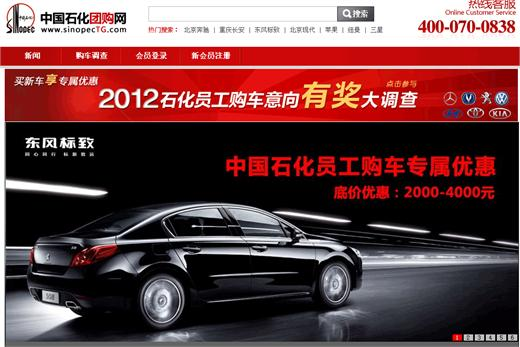 中国石化团购网
www.sinopecTG.com
SINOPEC
搜索
热门搜索： 北京奔驰 | 重庆长安 | 东风标致 | 北京现代 | 苹果 | 纽曼 | 三星
热线客服
Online Customer Service
400-070-0838
新闻 购车调查 会员登录 新会员注册
买新车享专属优惠
点击参与
2012石化员工购车意向有奖大调查
KIA
东风标致
中国石化员工购车专属优惠
底价优惠：2000-4000元
508
1 2 3 4 5 6